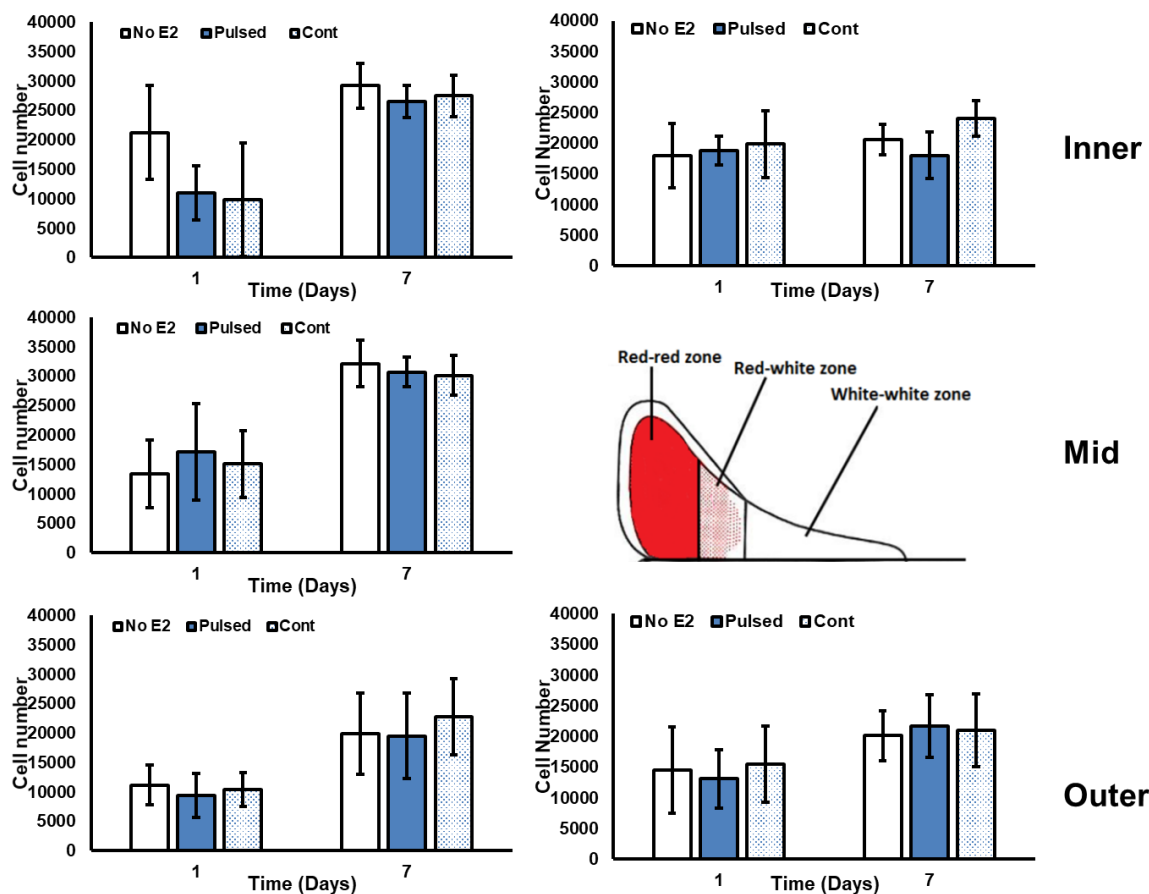 40000
35000
30000
25000
20000
15000
10000
5000
0
Cell number
No E2 Pulsed Cont
1 7
Time (Days)
40000
35000
30000
25000
20000
15000
10000
5000
0
Cell Number
No E2 Pulsed Cont
1 7
Time (Days)
Inner
40000
35000
30000
25000
20000
15000
10000
5000
0
Cell number
No E2 Pulsed Cont
1 7
Time (Days)
Red-red zone
Red-white zone
White-white zone
Mid
40000
35000
30000
25000
20000
15000
10000
5000
0
Cell number
No E2 Pulsed Cont
1 7
Time (Days)
40000
35000
30000
25000
20000
15000
10000
5000
0
Cell Number
No E2 Pulsed Cont
1 7
Time (Days)
Outer